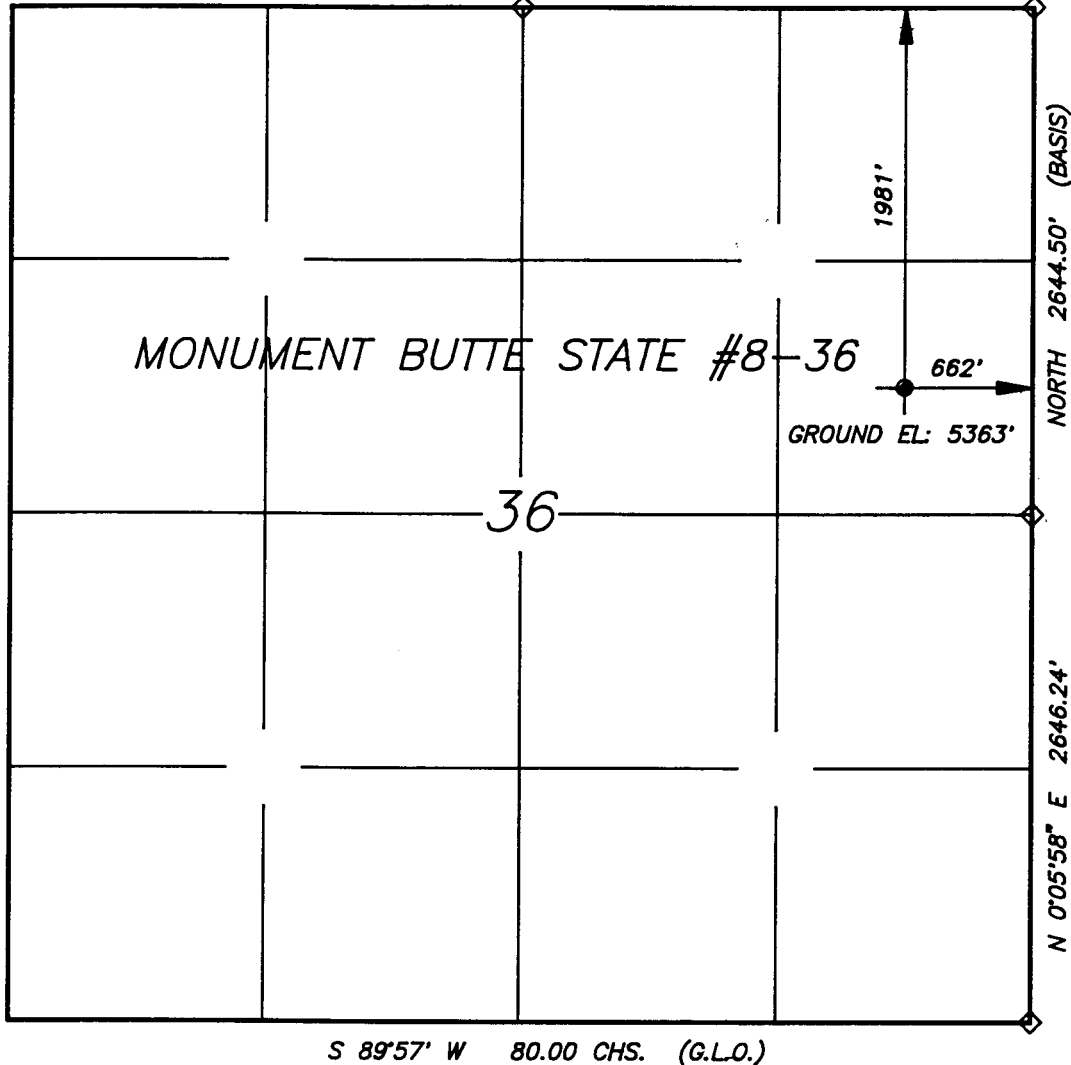 1981'
NORTH 2644.50' (BASIS)
MONUMENT BUTTE STATE #8-36
662'
GROUND EL: 5363'
36
N 0°05'58" E 2646.24'
S 89°57' W 80.00 CHS. (G.L.O.)